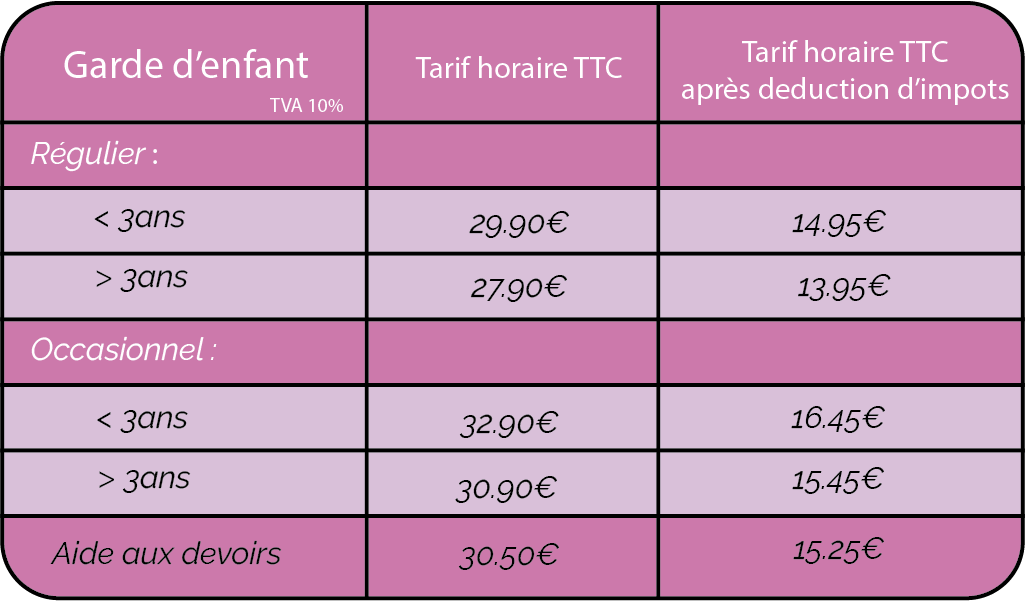 Garde d'enfant
TVA 10%
Tarif horaire TTC
Tarif horaire TTC
après deduction d'impots
Régulier :
< 3ans
29.90€
14.95€
> 3ans
27.90€
13.95€
Occasionnel :
< 3ans
32.90€
16.45€
> 3ans
30.90€
15.45€
Aide aux devoirs
30.50€
15.25€